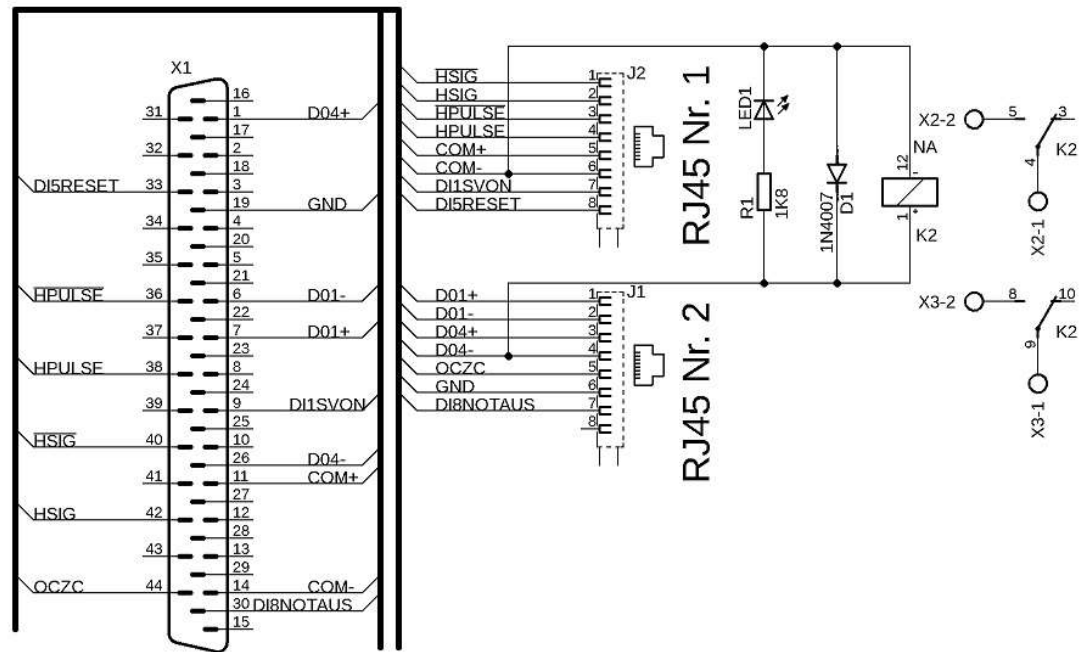 X1
16
31
1
D04+
17
32
2
18
DI5RESET
33
3
19
GND
34
4
20
35
5
21
HPULSE
36
6
D01-
22
37
7
D01+
23
HPULSE
38
8
24
39
9
DI1SVON
25
HSIG
40
10
26
D04-
41
11
COM+
27
HSIG
42
12
28
43
13
29
OCZC
44
14
COM-
30
DI8NOTAUS
15
J2
HSIG 1
HSIG 2
HPULSE 3
HPULSE 4
COM+ 5
COM- 6
DI1SVON 7
DI5RESET 8
RJ45 Nr. 1
J1
D01+ 1
D01- 2
D04+ 3
D04- 4
OCZC 5
GND 6
DI8NOTAUS 7
8
RJ45 Nr. 2
LED1
R1
1K8
1N4007
D1
NA
12
-
1
+
K2
X2-2
5
3
K2
4
X2-1
X3-2
8
10
K2
9
X3-1